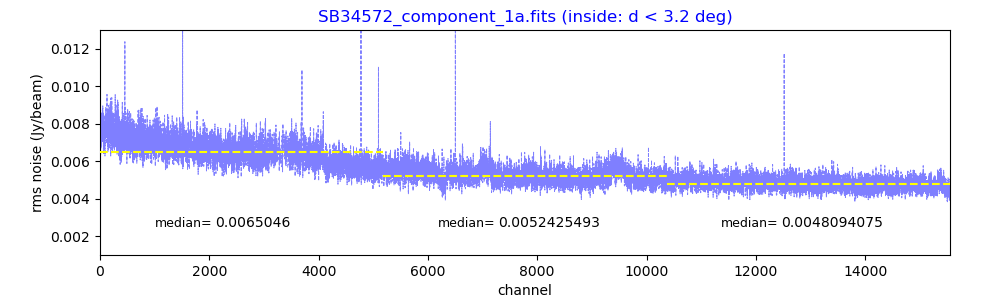 SB34572_component_1a.fits (inside: d < 3.2 deg)
rms noise (Jy/beam)
0.012
0.010
0.008
0.006
0.004
0.002
median= 0.0065046
median= 0.0052425493
median= 0.0048094075
0 2000 4000 6000 8000 10000 12000 14000
channel